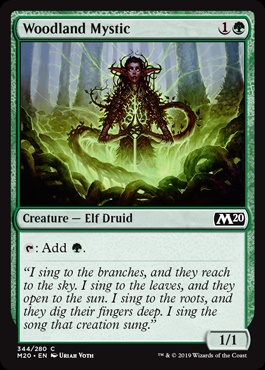 Woodland Mystic 1
Creature — Elf Druid M20
: Add .
“I sing to the branches, and they reach
to the sky. I sing to the leaves, and they
open to the sun. I sing to the roots, and
they dig their fingers deep. I sing the
song that creation sung.”
1/1
344/280 C
M20 • EN Uriah Voth ™ & © 2019 Wizards of the Coast